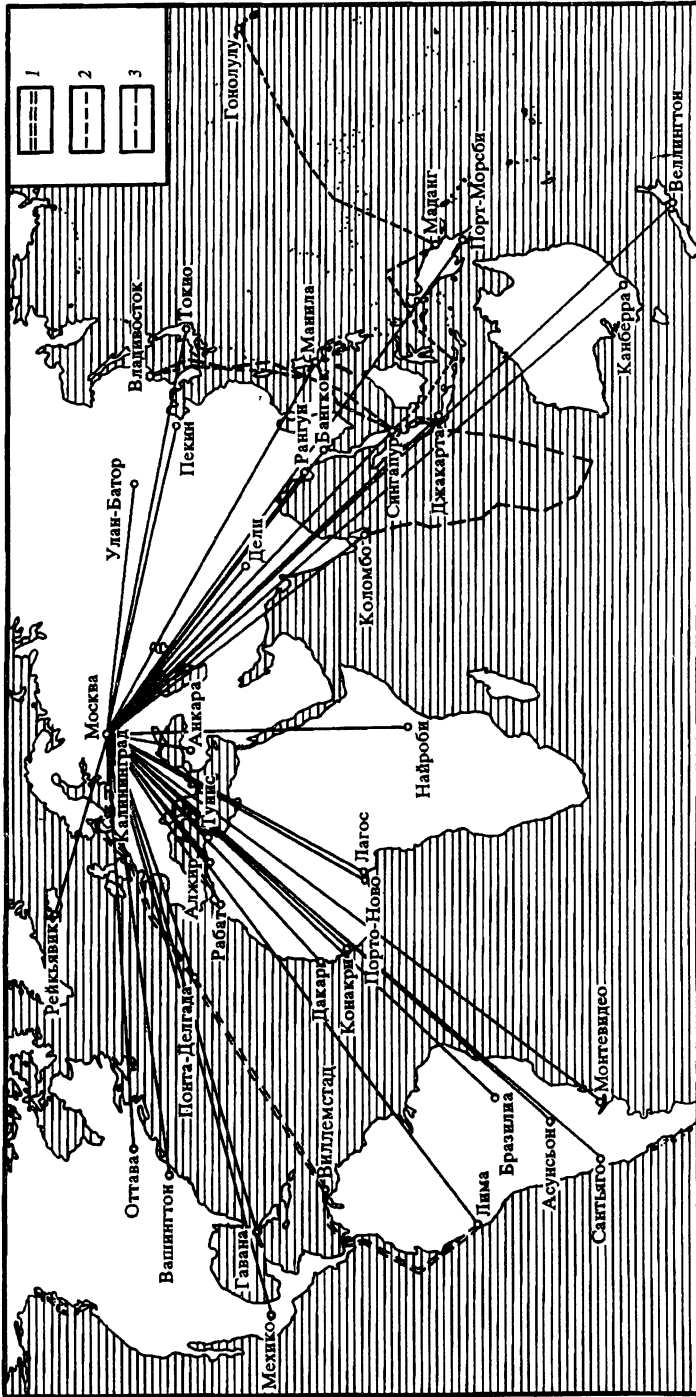 1
2
3
Гонолулу
Рейкьявик
Москва
Калининград
Улан-Батор
Владивосток
Пекин
Токио
Оттава
Вашингтон
Понта-Делгада
Алжир
Тунис
Рабат
Анкара
Дели
Рангун
Бангкок
Манила
Мехико
Гавана
Виллемстад
Дакар
Конакри
Порто-Ново
Лагос
Найроби
Коломбо
Сингапур
Джакарта
Маданг
Порт-Морсби
Лима
Бразилиа
Асунсьон
Сантьяго
Монтевидео
Канберра
Веллингтон